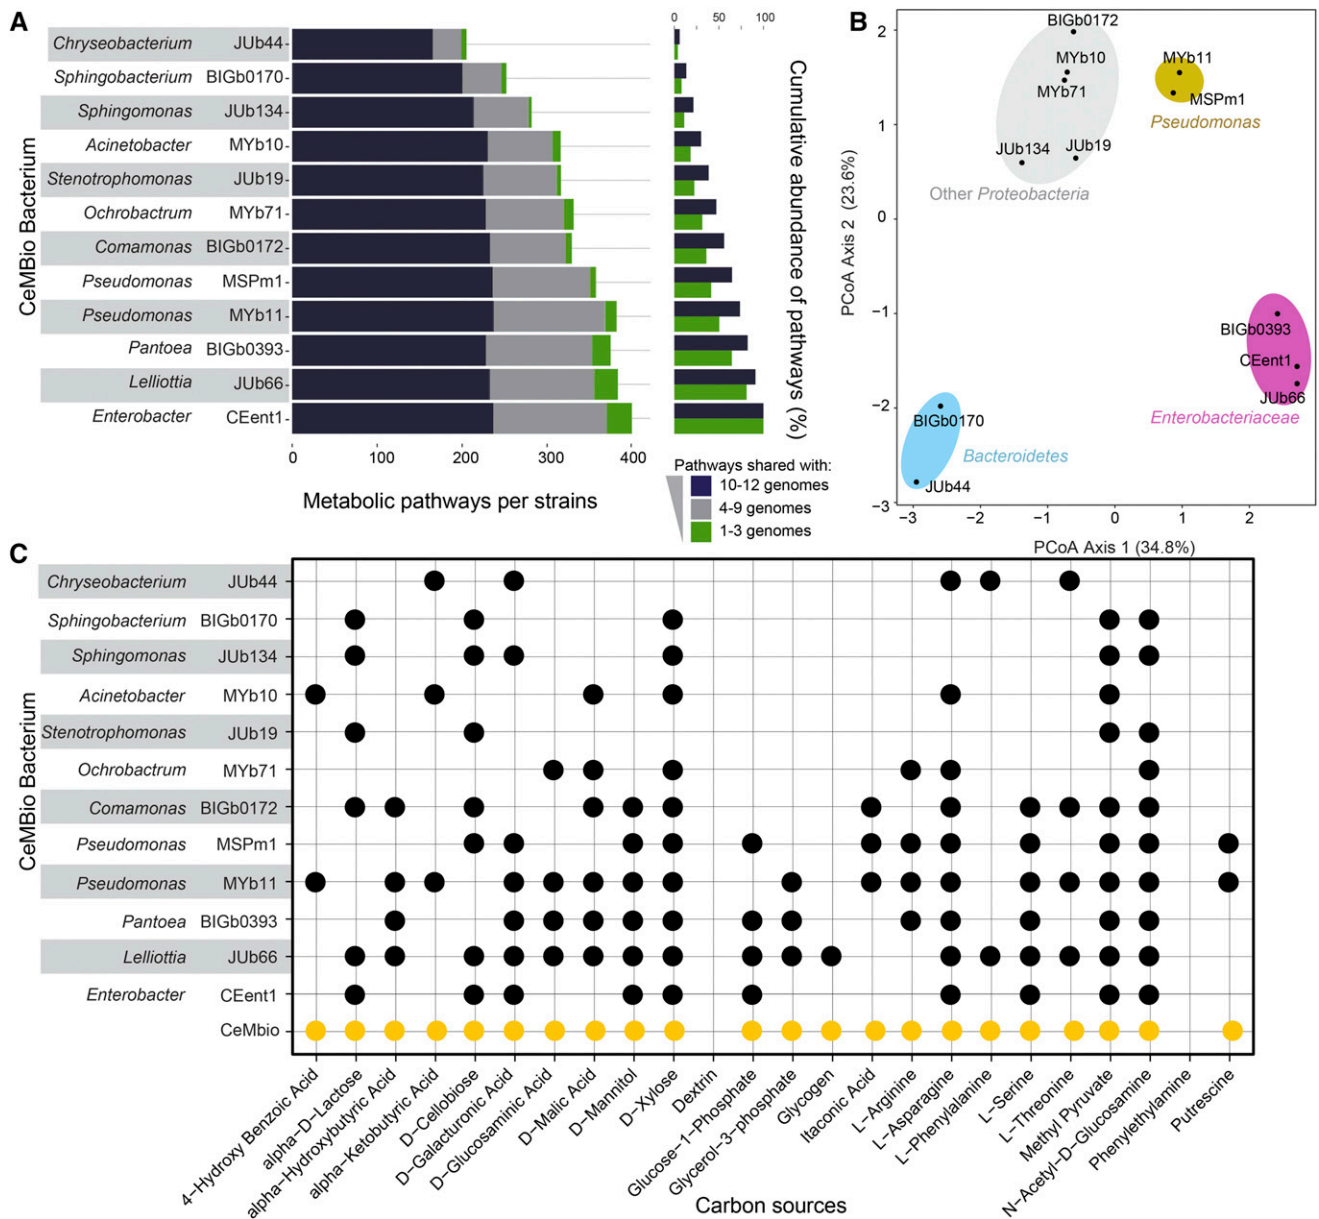 A
CeMBio Bacterium
Chryseobacterium JUb44
Sphingobacterium BIGb0170
Sphingomonas JUb134
Acinetobacter MYb10
Stenotrophomonas JUb19
Ochrobactrum MYb71
Comamonas BIGb0172
Pseudomonas MSPm1
Pseudomonas MYb11
Pantoea BIGb0393
Lelliottia JUb66
Enterobacter CEent1
0 100 200 300 400
Metabolic pathways per strains
0 50 100
Cumulative abundance of pathways (%)
Pathways shared with:
10-12 genomes
4-9 genomes
1-3 genomes
B
PCoA Axis 2 (23.6%)
2
1
0
−1
−2
−3
BIGb0172
MYb10
MYb71
JUb134
JUb19
Other Proteobacteria
MYb11
MSPm1
Pseudomonas
BIGb0393
CEent1
JUb66
Enterobacteriaceae
BIGb0170
Bacteroidetes
JUb44
−3 −2 −1 0 1 2
PCoA Axis 1 (34.8%)
C
CeMBio Bacterium
Chryseobacterium JUb44
Sphingobacterium BIGb0170
Sphingomonas JUb134
Acinetobacter MYb10
Stenotrophomonas JUb19
Ochrobactrum MYb71
Comamonas BIGb0172
Pseudomonas MSPm1
Pseudomonas MYb11
Pantoea BIGb0393
Lelliottia JUb66
Enterobacter CEent1
CeMbio
4−Hydroxy Benzoic Acid
alpha−D−Lactose
alpha−Hydroxybutyric Acid
alpha−Ketobutyric Acid
D−Cellobiose
D−Galacturonic Acid
D−Glucosaminic Acid
D−Malic Acid
D−Mannitol
D−Xylose
Dextrin
Glucose−1−Phosphate
Glycerol−3−phosphate
Glycogen
Itaconic Acid
L−Arginine
L−Asparagine
L−Phenylalanine
L−Serine
L−Threonine
Methyl Pyruvate
N−Acetyl−D−Glucosamine
Phenylethylamine
Putrescine
Carbon sources